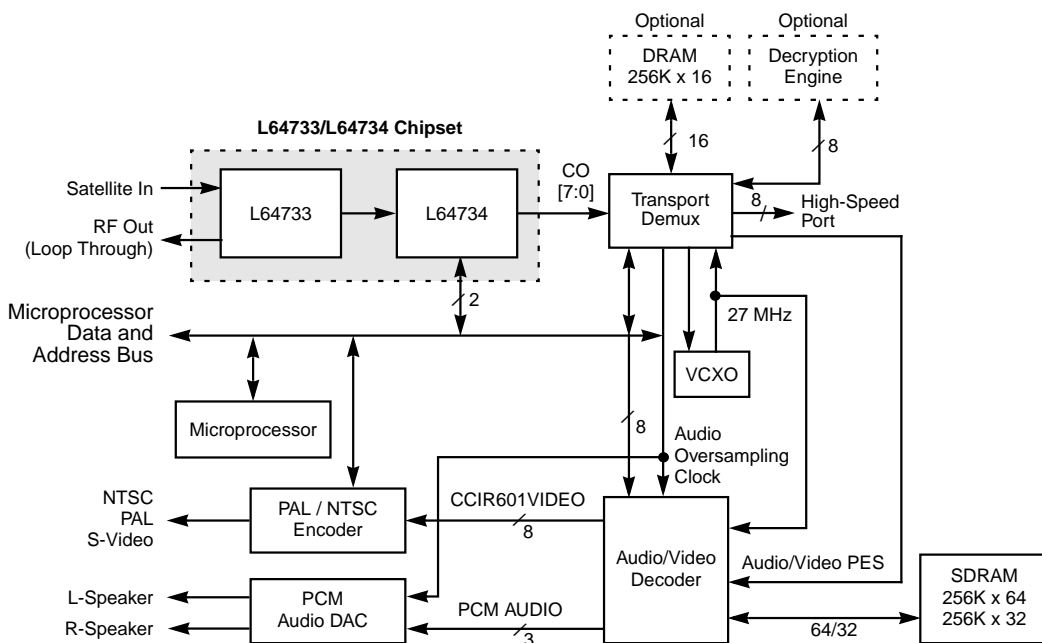 Optional
Optional
DRAM
256K x 16
Decryption
Engine
L64733/L64734 Chipset
16
8
CO
[7:0]
Satellite In
L64733
L64734
Transport
Demux
8
High-Speed
Port
RF Out
(Loop Through)
2
Microprocessor
Data and
Address Bus
27 MHz
VCXO
Microprocessor
8
Audio
Oversampling
Clock
NTSC
PAL
S-Video
PAL / NTSC
Encoder
CCIR601VIDEO
8
Audio/Video
Decoder
Audio/Video PES
L-Speaker
R-Speaker
PCM
Audio DAC
PCM AUDIO
3
64/32
SDRAM
256K x 64
256K x 32